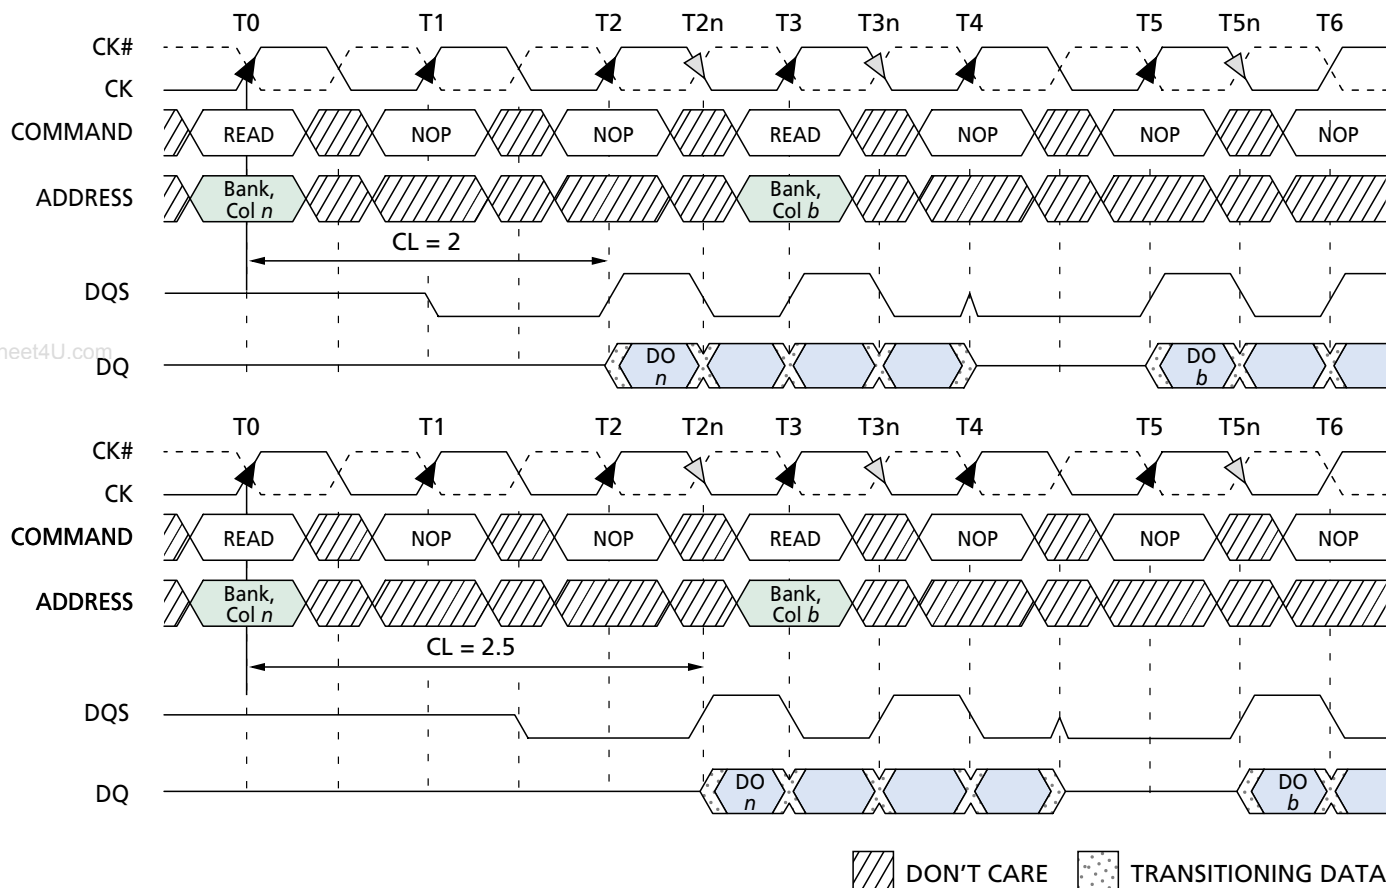 T0 T1 T2 T2n T3 T3n T4 T5 T5n T6
CK#
CK
COMMAND READ NOP NOP READ NOP NOP NOP
ADDRESS Bank, Col n Bank, Col b
CL = 2
DQS
heet4U.com
DQ DO n DO b
T0 T1 T2 T2n T3 T3n T4 T5 T5n T6
CK#
CK
COMMAND READ NOP NOP READ NOP NOP NOP
ADDRESS Bank, Col n Bank, Col b
CL = 2.5
DQS
DQ DO n DO b
DON'T CARE TRANSITIONING DATA